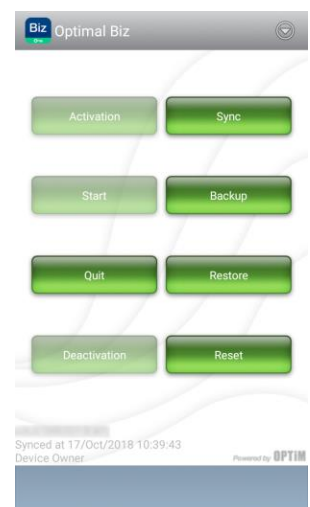 Biz Optimal Biz
Activation Sync
Start Backup
Quit Restore
Deactivation Reset
Synced at 17/Oct/2018 10:39:43
Device Owner Powered by OPTiM